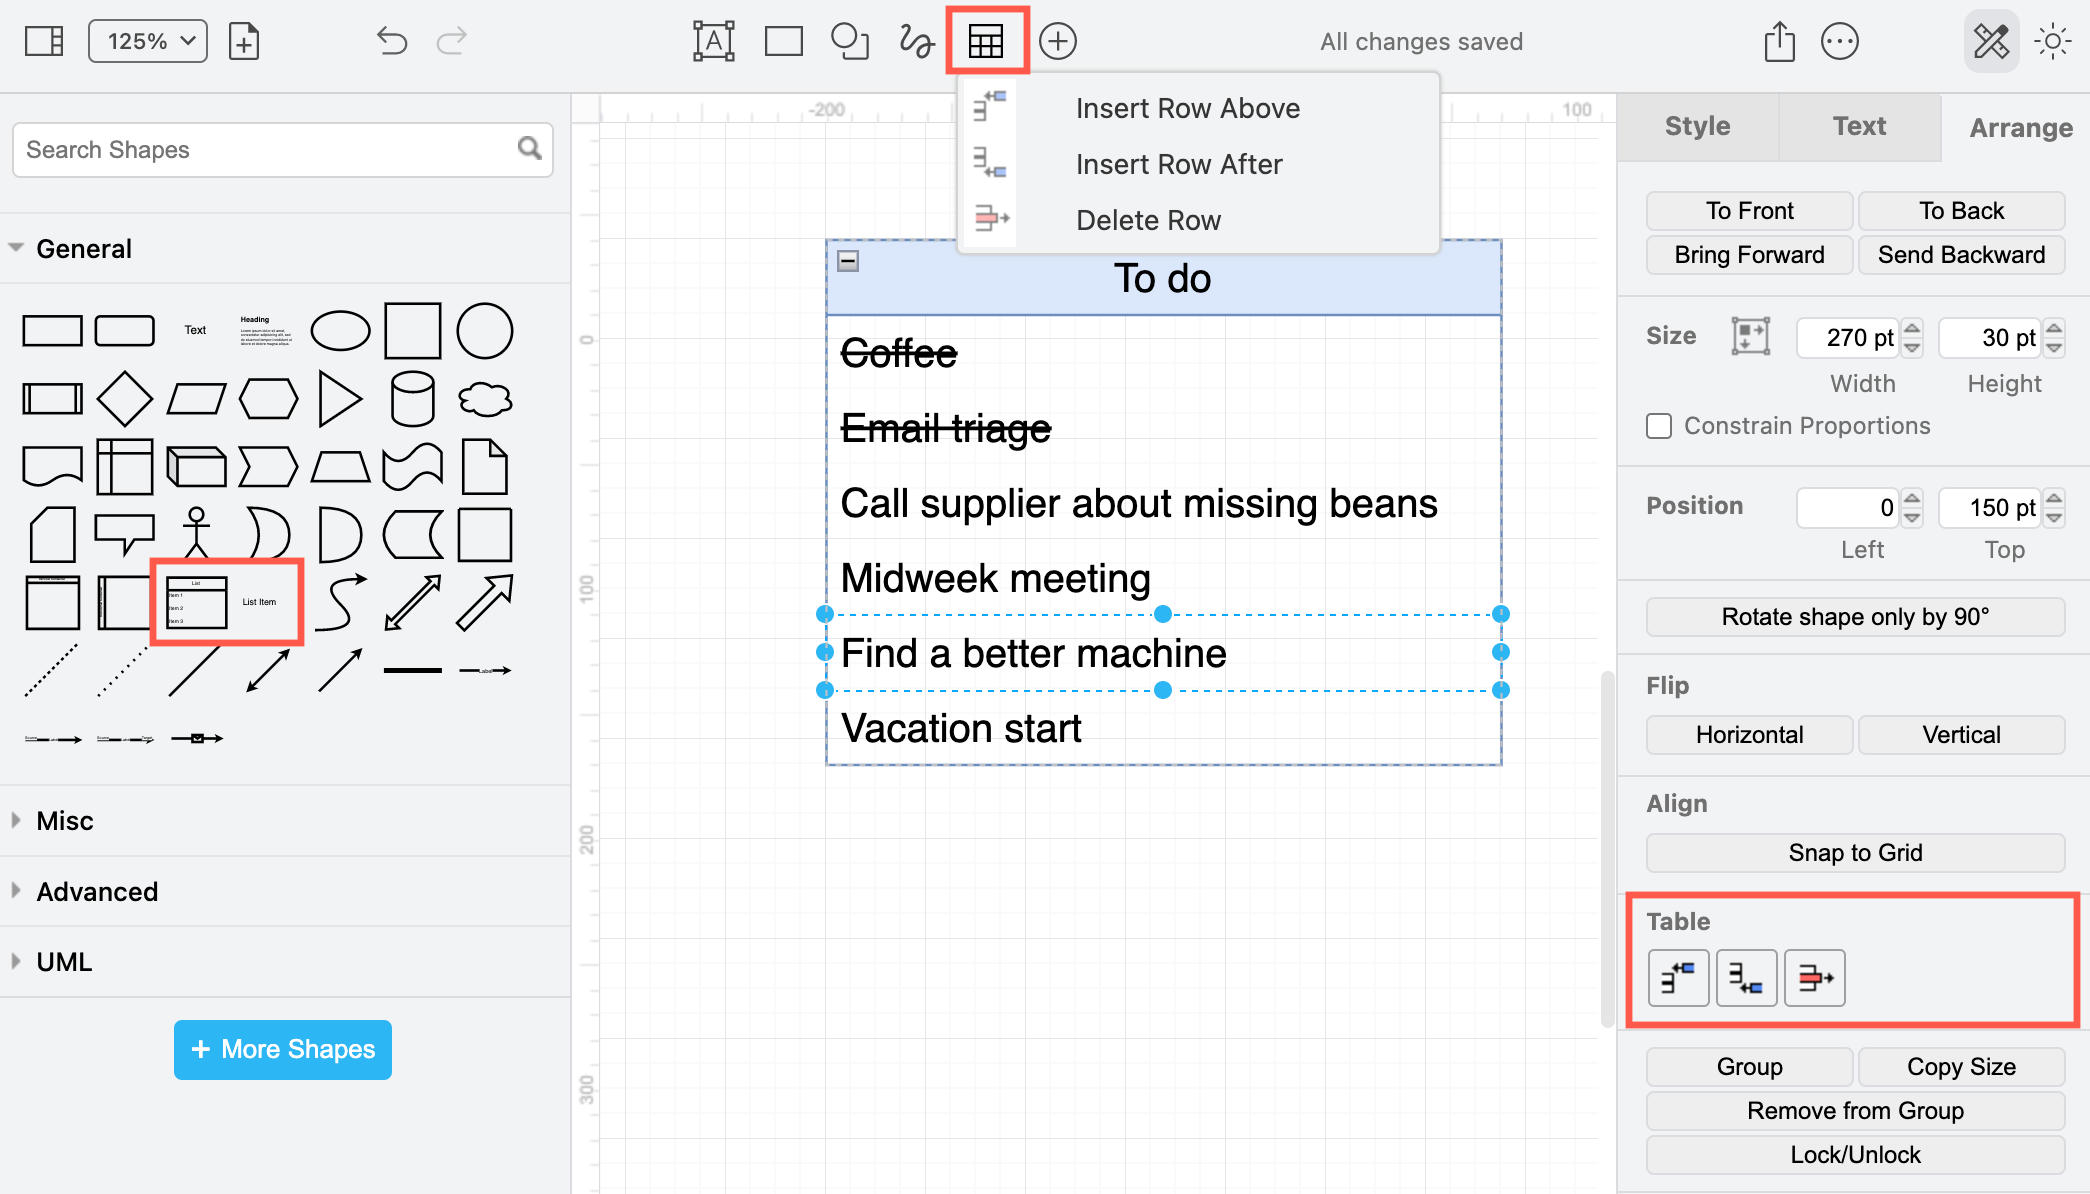 125%
All changes saved
Insert Row Above
Insert Row After
Delete Row
Search Shapes
General
Text
Heading
List
Item 1
Item 2
Item 3
List Item
Label
Misc
Advanced
UML
+ More Shapes
-200
100
0
100
200
300
To do
Coffee
Email triage
Call supplier about missing beans
Midweek meeting
Find a better machine
Vacation start
Style
Text
Arrange
To Front
To Back
Bring Forward
Send Backward
Size
270 pt
30 pt
Width
Height
Constrain Proportions
Position
0
150 pt
Left
Top
Rotate shape only by 90°
Flip
Horizontal
Vertical
Align
Snap to Grid
Table
Group
Copy Size
Remove from Group
Lock/Unlock